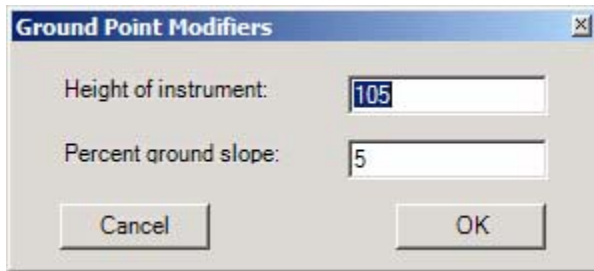 Ground Point Modifiers
Height of instrument: 105
Percent ground slope: 5
Cancel OK